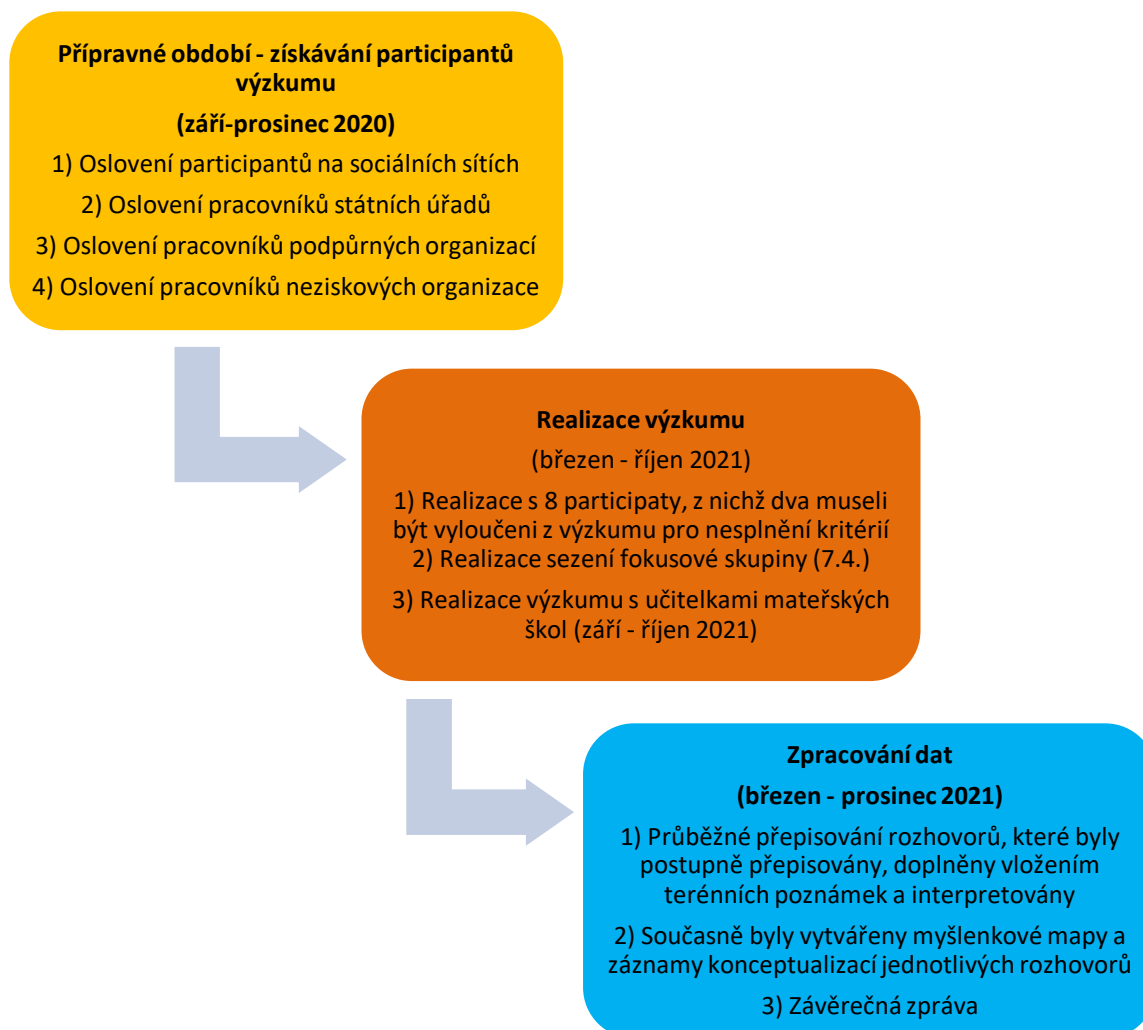 Přípravné období - získávání participantů
výzkumu
(září-prosinec 2020)
1) Oslovení participantů na sociálních sítích
2) Oslovení pracovníků státních úřadů
3) Oslovení pracovníků podpůrných organizací
4) Oslovení pracovníků neziskových organizace
Realizace výzkumu
(březen - říjen 2021)
1) Realizace s 8 participaty, z nichž dva museli
být vyloučeni z výzkumu pro nesplnění kritérií
2) Realizace sezení fokusové skupiny (7.4.)
3) Realizace výzkumu s učitelkami mateřských
škol (září - říjen 2021)
Zpracování dat
(březen - prosinec 2021)
1) Průběžné přepisování rozhovorů, které byly
postupně přepisovány, doplněny vložením
terénních poznámek a interpretovány
2) Současně byly vytvářeny myšlenkové mapy a
záznamy konceptualizací jednotlivých rozhovorů
3) Závěrečná zpráva